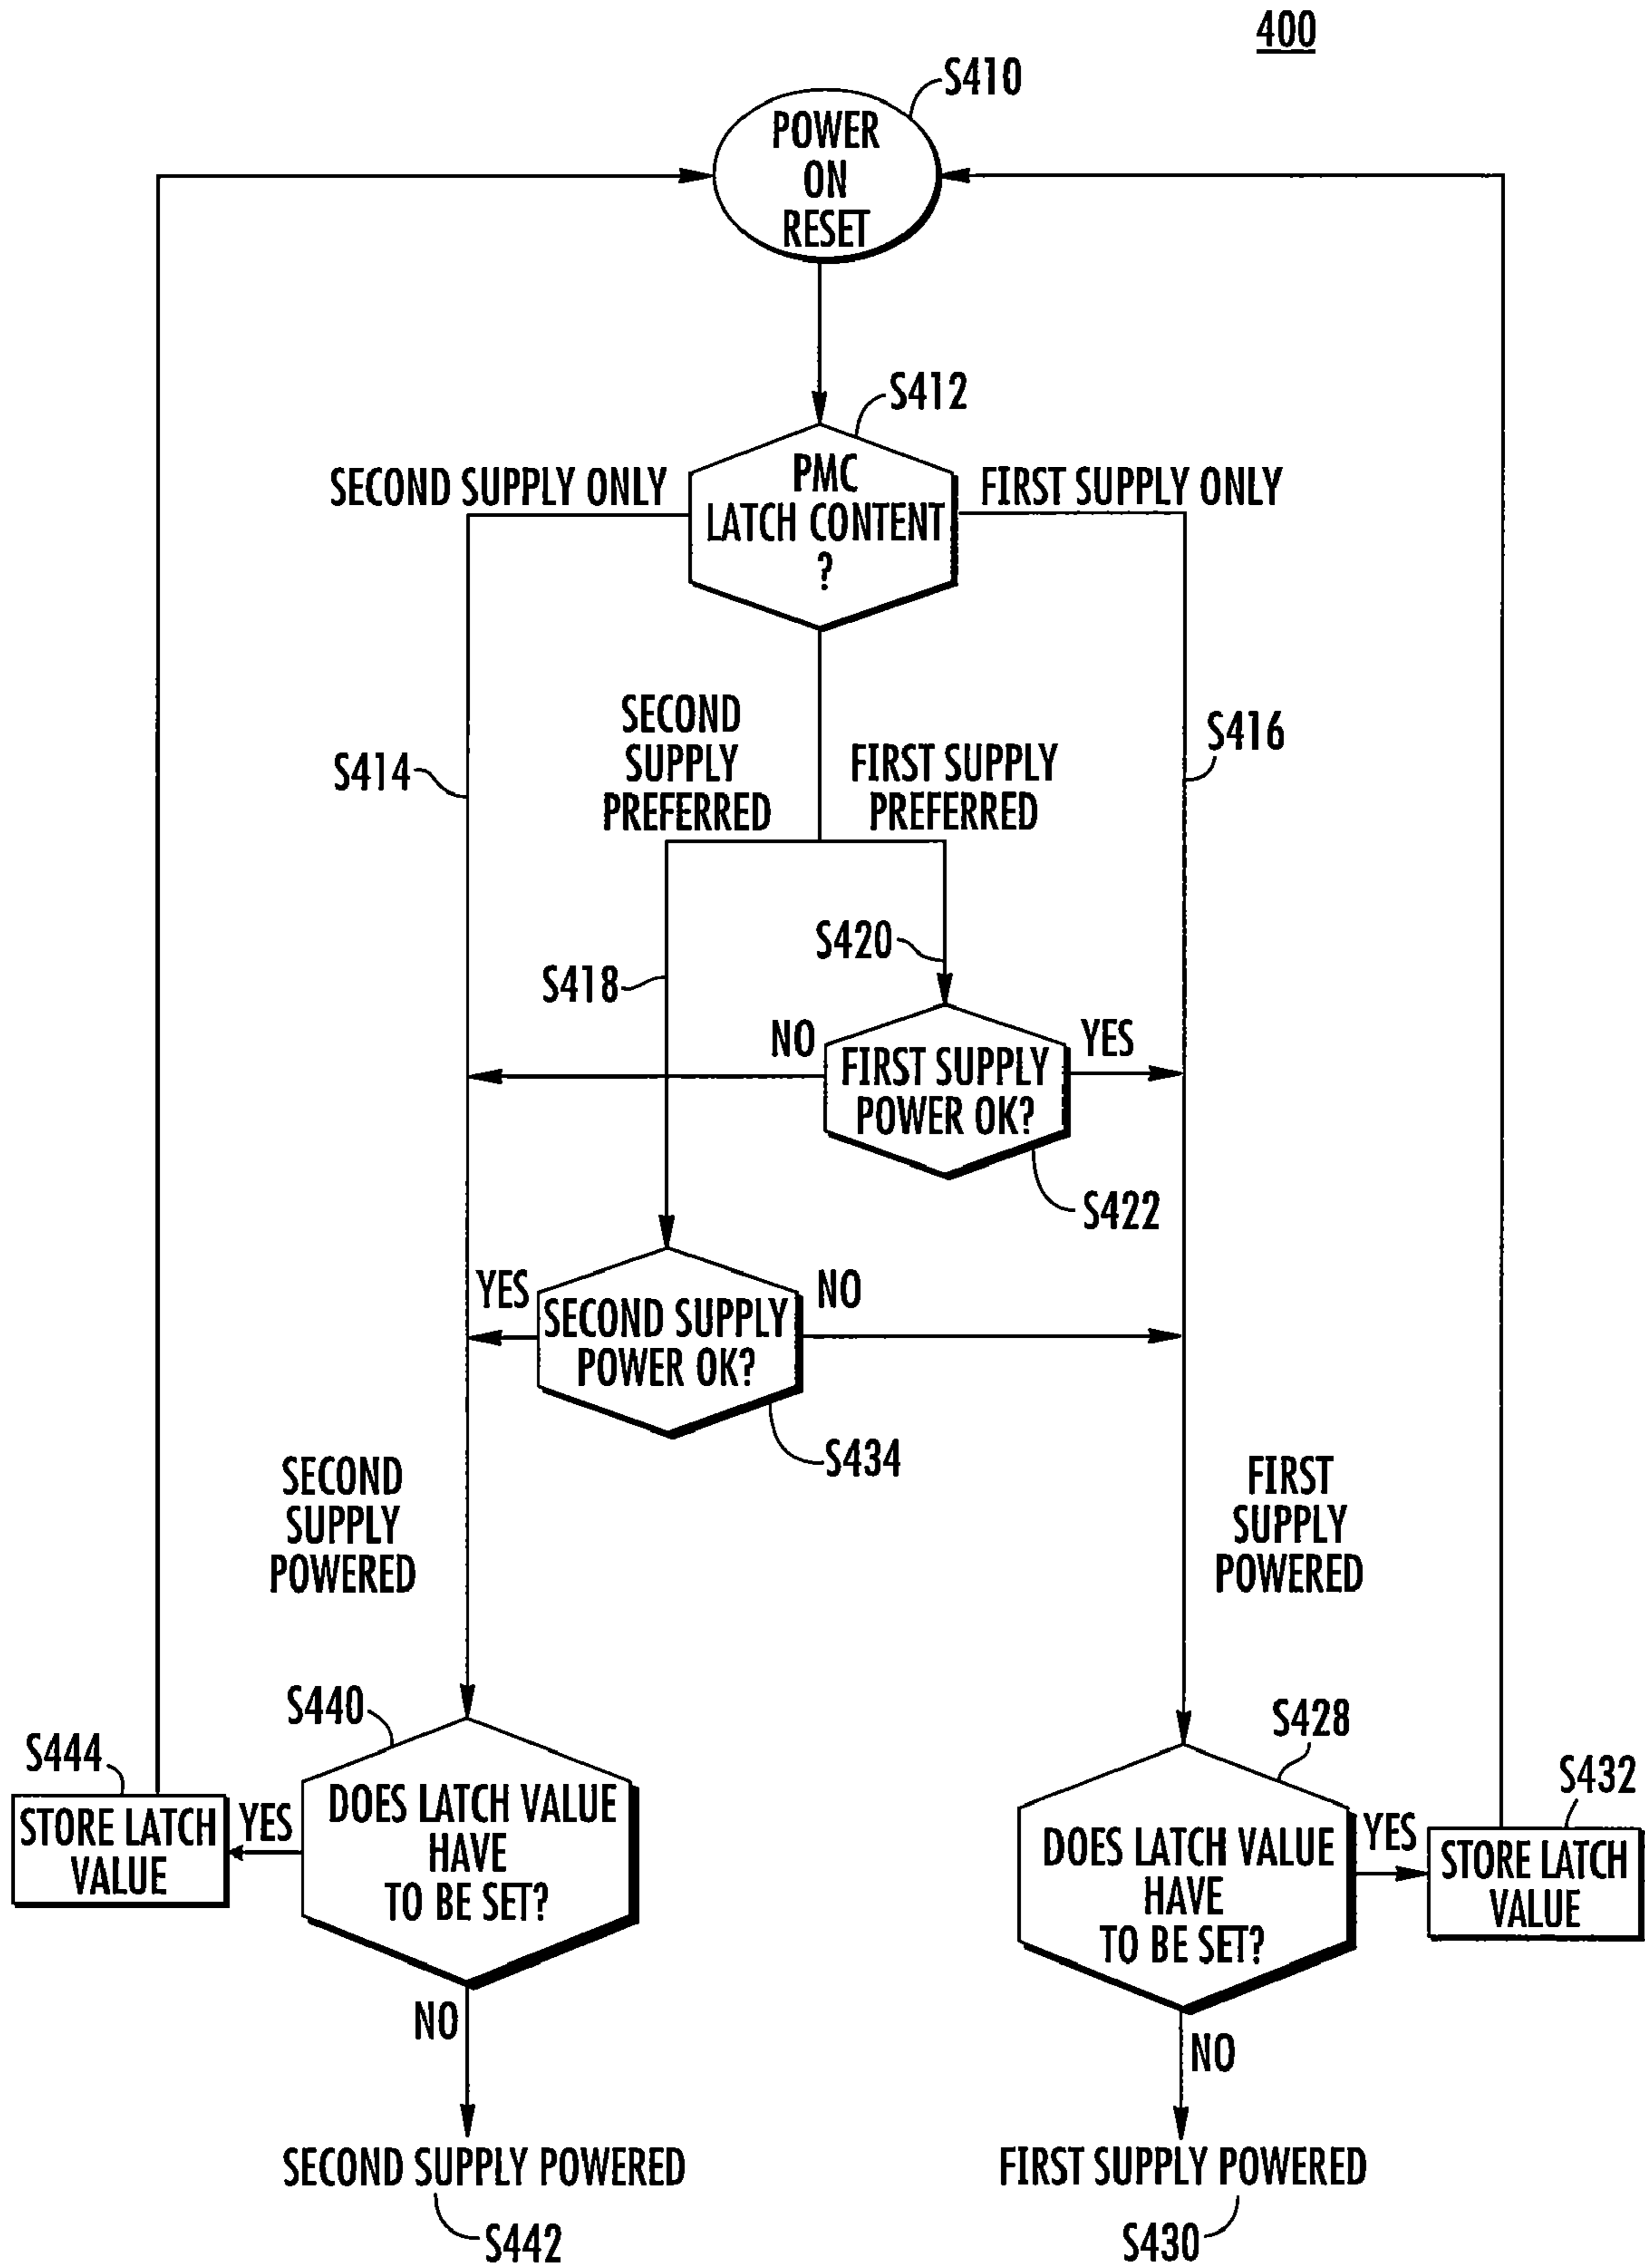 400
S410
POWER
ON
RESET
S412
SECOND SUPPLY ONLY
PMC
LATCH CONTENT
?
FIRST SUPPLY ONLY
S414
SECOND
SUPPLY
PREFERRED
FIRST SUPPLY
PREFERRED
S416
S418
S420
NO
FIRST SUPPLY
POWER OK?
YES
S422
YES
SECOND SUPPLY
POWER OK?
NO
S434
SECOND
SUPPLY
POWERED
FIRST
SUPPLY
POWERED
S440
S444
STORE LATCH
VALUE
YES
DOES LATCH VALUE
HAVE
TO BE SET?
S428
DOES LATCH VALUE
HAVE
TO BE SET?
YES
S432
STORE LATCH
VALUE
NO
NO
SECOND SUPPLY POWERED
S442
FIRST SUPPLY POWERED
S430